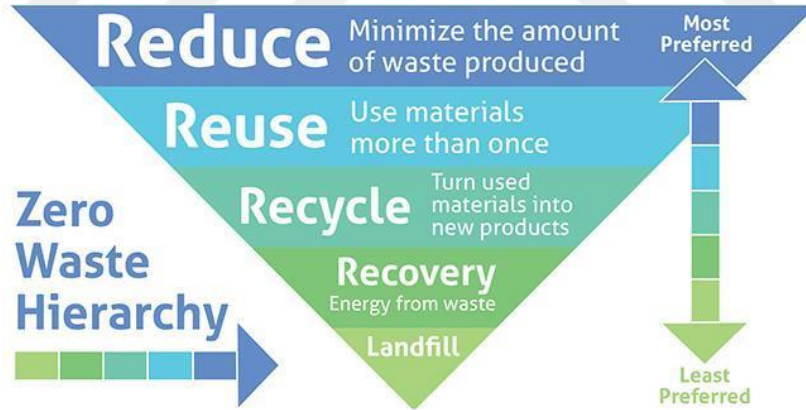 Reduce
Minimize the amount
of waste produced
Most
Preferred
Reuse
Use materials
more than once
Recycle
Turn used
materials into
new products
Zero
Waste
Hierarchy
Recovery
Energy from waste
Landfill
Least
Preferred